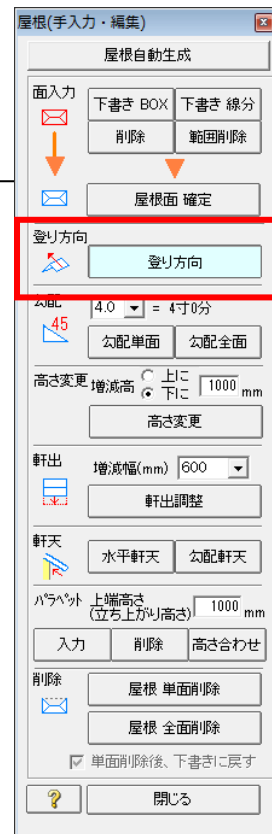 屋根(手入力・編集)
屋根自動生成
面入力
下書き BOX 下書き 線分
削除 範囲削除
屋根面 確定
登り方向
登り方向
勾配
4.0 = 4寸0分
.45
勾配単面 勾配全面
高さ変更 増減高 上に 下に 1000 mm
高さ変更
軒出
増減幅(mm) 600
軒出調整
軒天
水平軒天 勾配軒天
パラペット 上端高さ
(立ち上がり高さ) 1000 mm
入力 削除 高さ合わせ
削除
屋根 単面削除
屋根 全面削除
単面削除後、下書きに戻す
? 閉じる